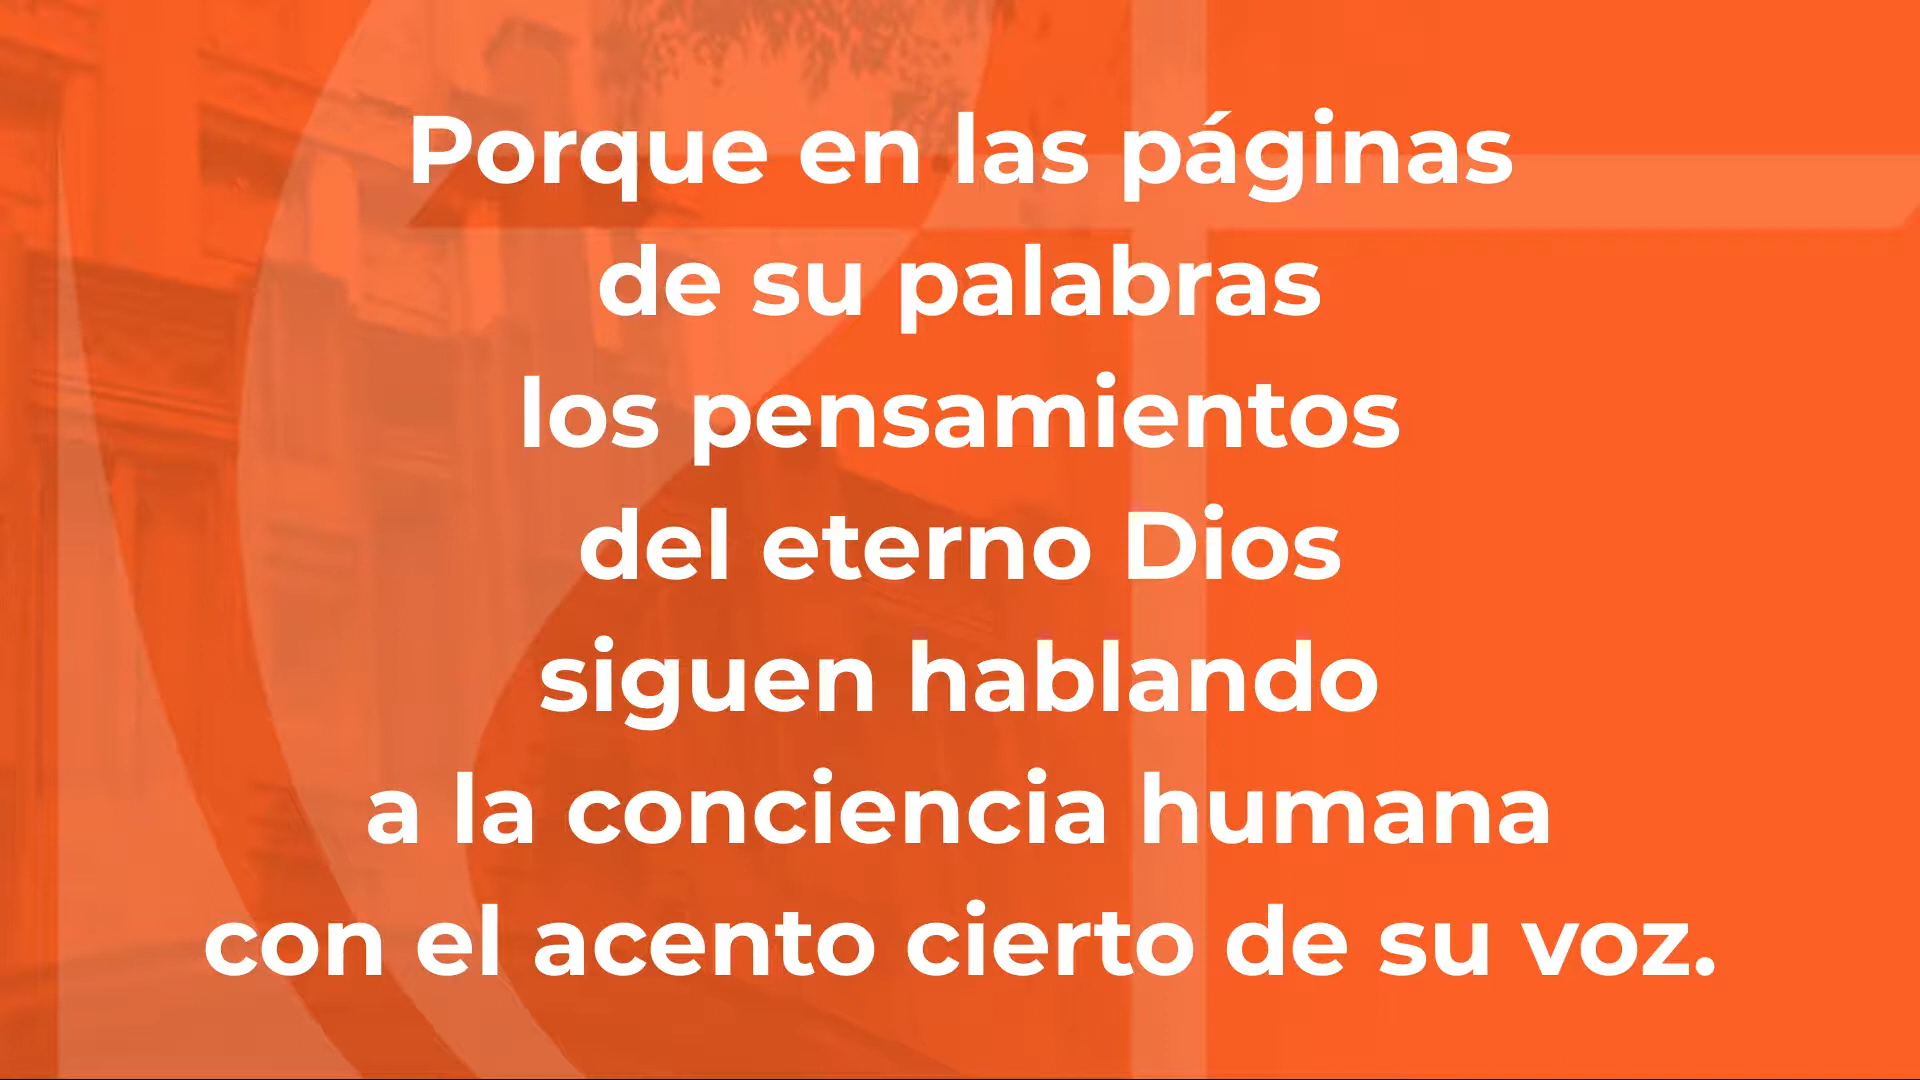 Porque en las páginas
de su palabras
los pensamientos
del eterno Dios
siguen hablando
a la conciencia humana
con el acento cierto de su voz.